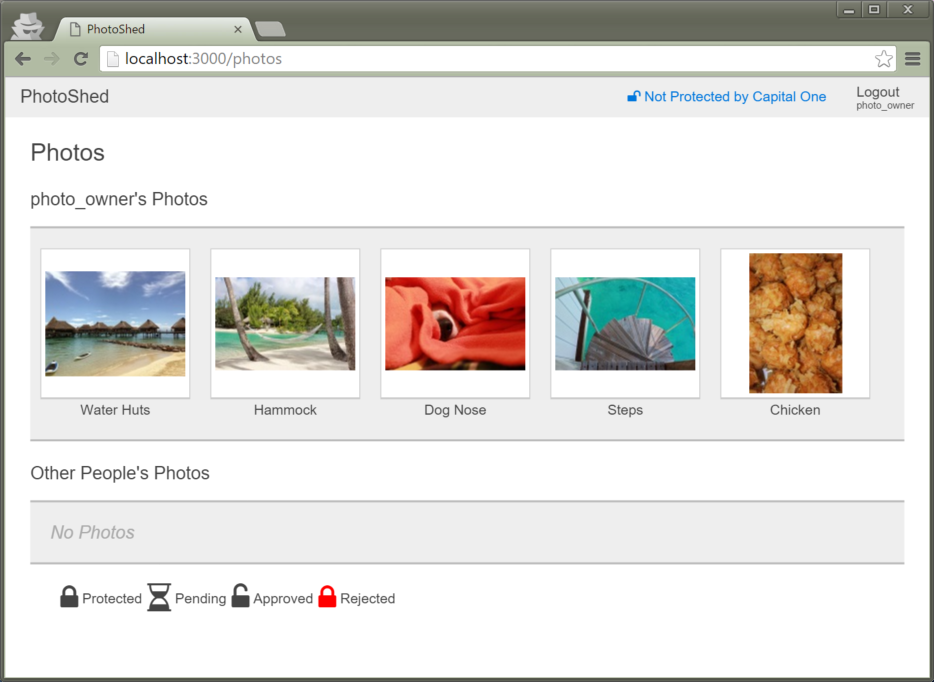 PhotoShed
localhost:3000/photos
PhotoShed
Not Protected by Capital One
Logout
photo_owner
Photos
photo_owner's Photos
Water Huts
Hammock
Dog Nose
Steps
Chicken
Other People's Photos
No Photos
Protected
Pending
Approved
Rejected